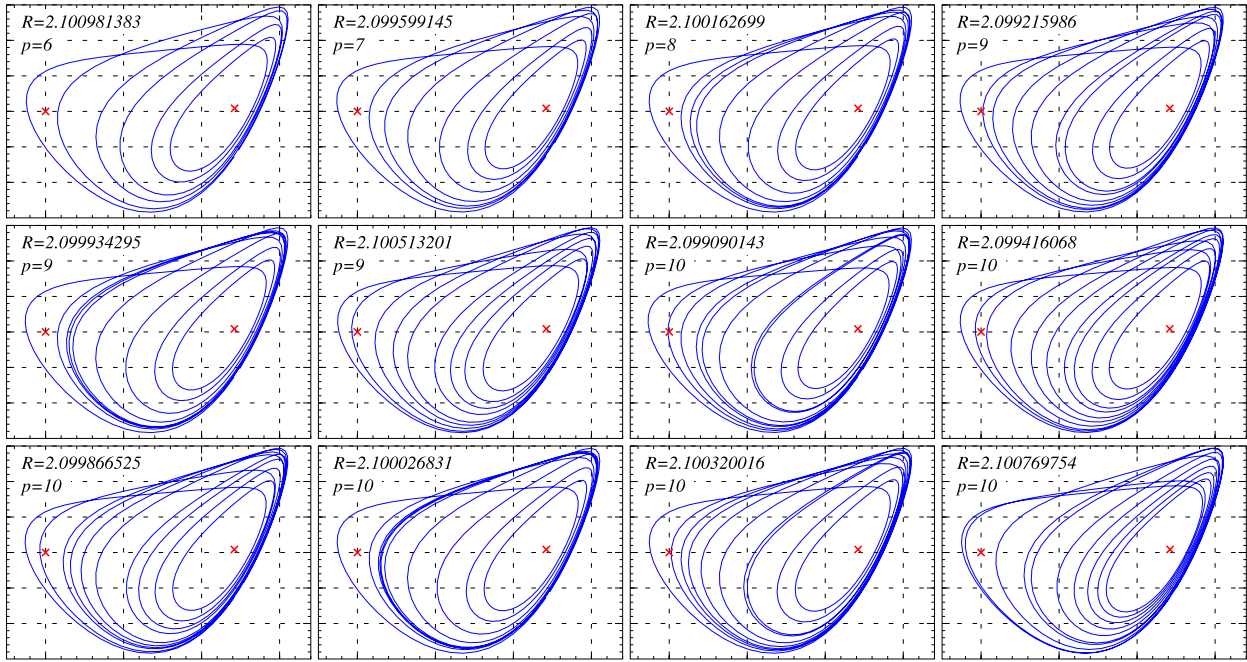 R=2.100981383
p=6
R=2.099599145
p=7
R=2.100162699
p=8
R=2.099215986
p=9
R=2.099934295
p=9
R=2.100513201
p=9
R=2.099090143
p=10
R=2.099416068
p=10
R=2.099866525
p=10
R=2.100026831
p=10
R=2.100320016
p=10
R=2.100769754
p=10